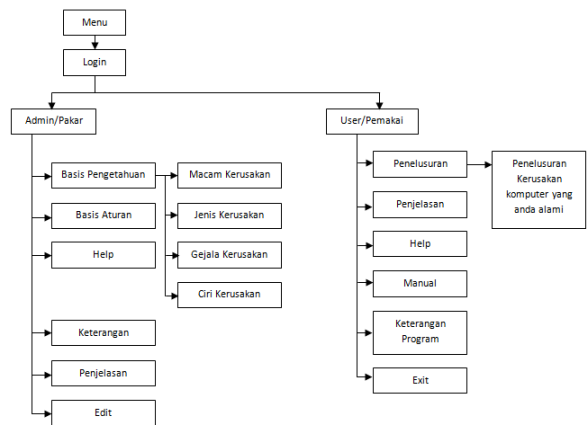 Menu
Login
Admin/Pakar
User/Pemakai
Basis Pengetahuan
Macam Kerusakan
Basis Aturan
Jenis Kerusakan
Help
Gejala Kerusakan
Ciri Kerusakan
Keterangan
Penjelasan
Edit
Penelusuran
Penelusuran
Kerusakan
komputer yang
anda alami
Penjelasan
Help
Manual
Keterangan
Program
Exit